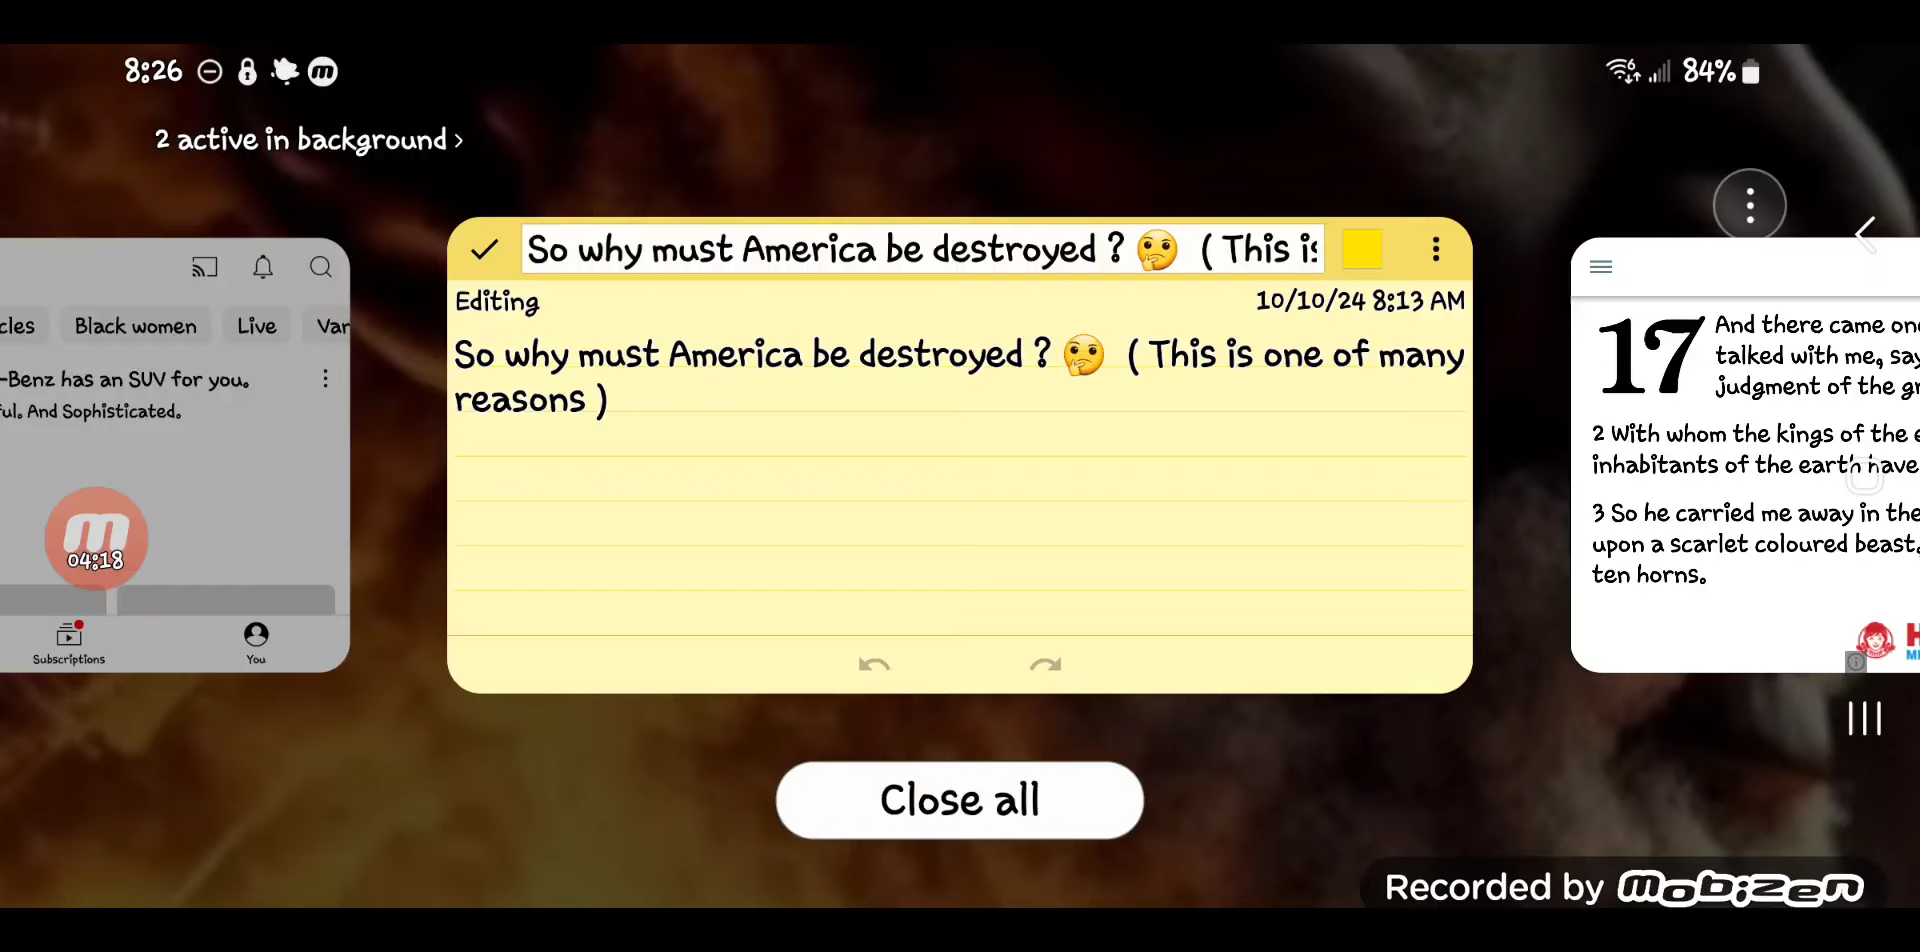 8:26
84%
2 active in background >
So why must America be destroyed ? 🤔 ( This is
Editing
10/10/24 8:13 AM
So why must America be destroyed ? 🤔 ( This is one of many
reasons )
cles
Black women
Live
Var
-Benz has an SUV for you.
ul. And Sophisticated.
04:18
Subscriptions
You
17 And there came one
talked with me, say
judgment of the gr
2 With whom the kings of the e
inhabitants of the earth have
3 So he carried me away in the
upon a scarlet coloured beast,
ten horns.
Close all
Recorded by mobizen